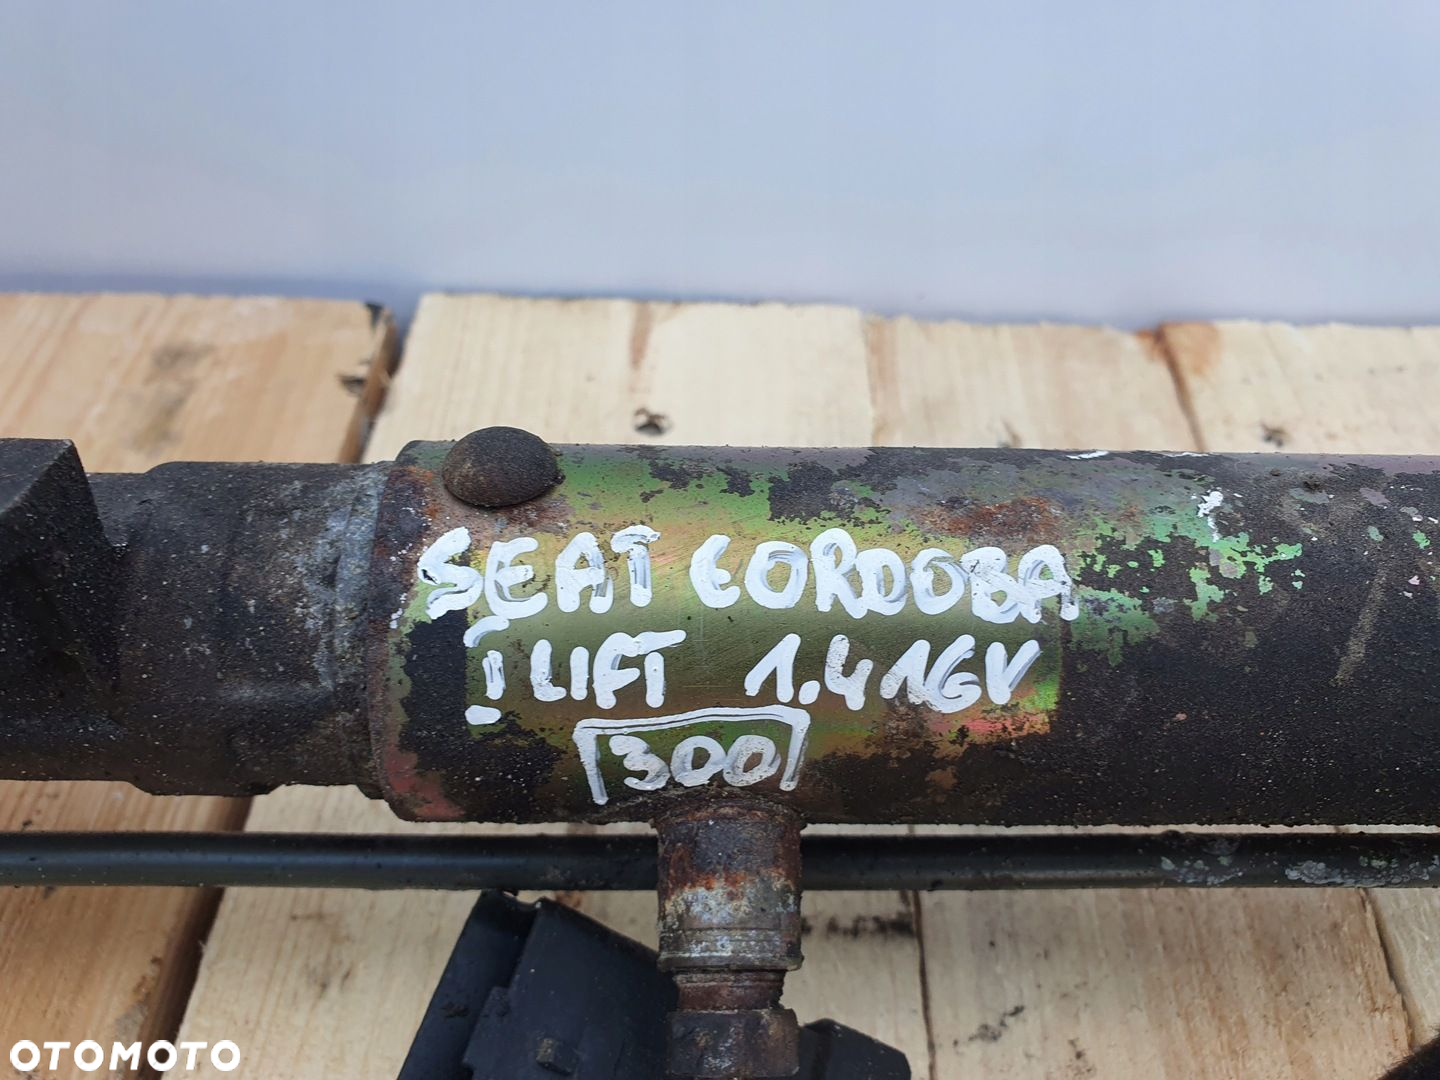 SEAT CORDOBA
I LIFT 1.4 16V
300
OTOMOTO